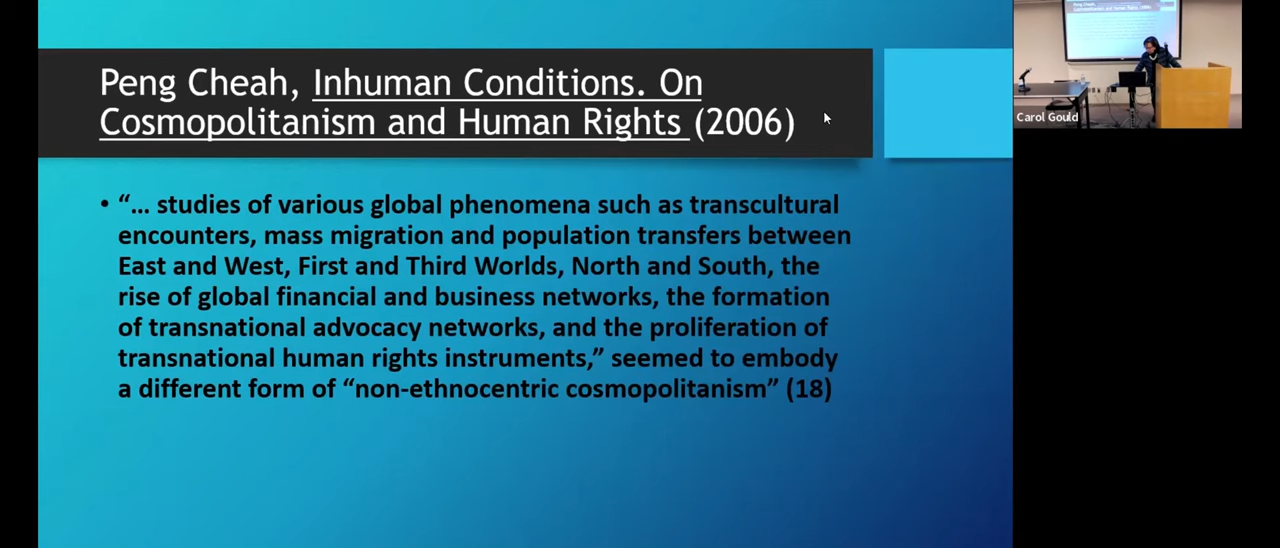 Peng Cheah, Inhuman Conditions. On
Cosmopolitanism and Human Rights (2006)
• “... studies of various global phenomena such as transcultural
encounters, mass migration and population transfers between
East and West, First and Third Worlds, North and South, the
rise of global financial and business networks, the formation
of transnational advocacy networks, and the proliferation of
transnational human rights instruments,” seemed to embody
a different form of “non-ethnocentric cosmopolitanism” (18)
Carol Gould